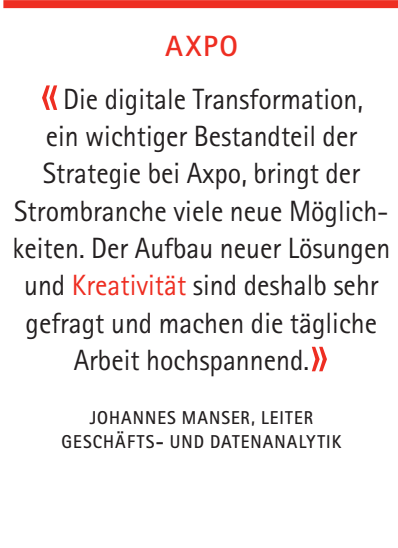 AXPO
« Die digitale Transformation,
ein wichtiger Bestandteil der
Strategie bei Axpo, bringt der
Strombranche viele neue Möglich-
keiten. Der Aufbau neuer Lösungen
und Kreativität sind deshalb sehr
gefragt und machen die tägliche
Arbeit hochspannend.»
JOHANNES MANSER, LEITER
GESCHÄFTS- UND DATENANALYTIK